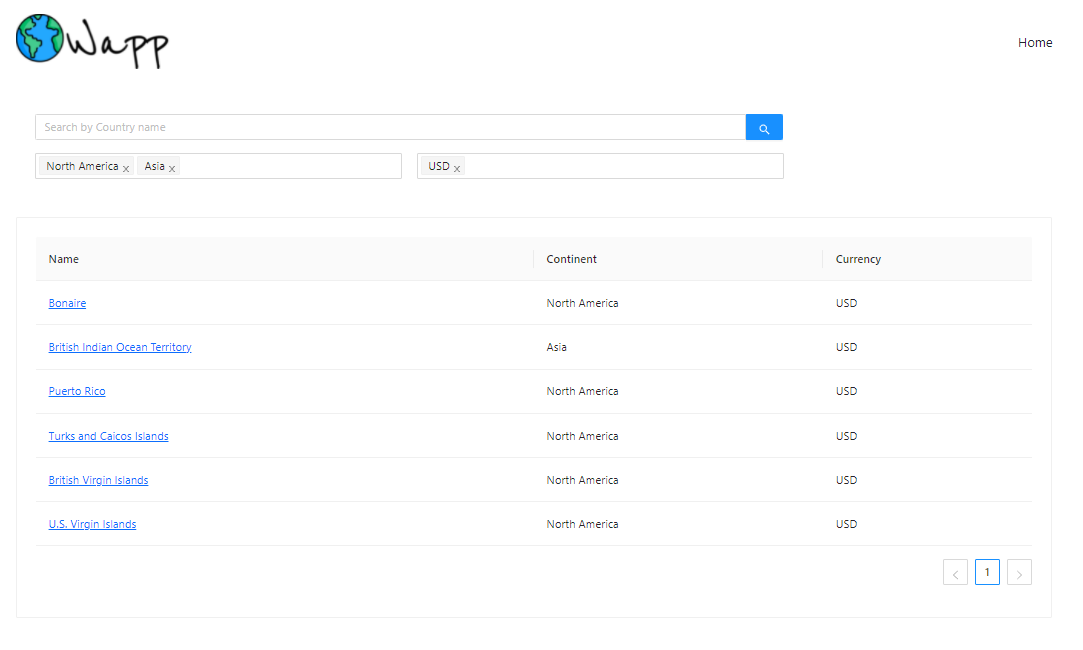 Wapp
Home
Search by Country name
North America x Asia x USD x
Name Continent Currency
Bonaire North America USD
British Indian Ocean Territory Asia USD
Puerto Rico North America USD
Turks and Caicos Islands North America USD
British Virgin Islands North America USD
U.S. Virgin Islands North America USD
< 1 >